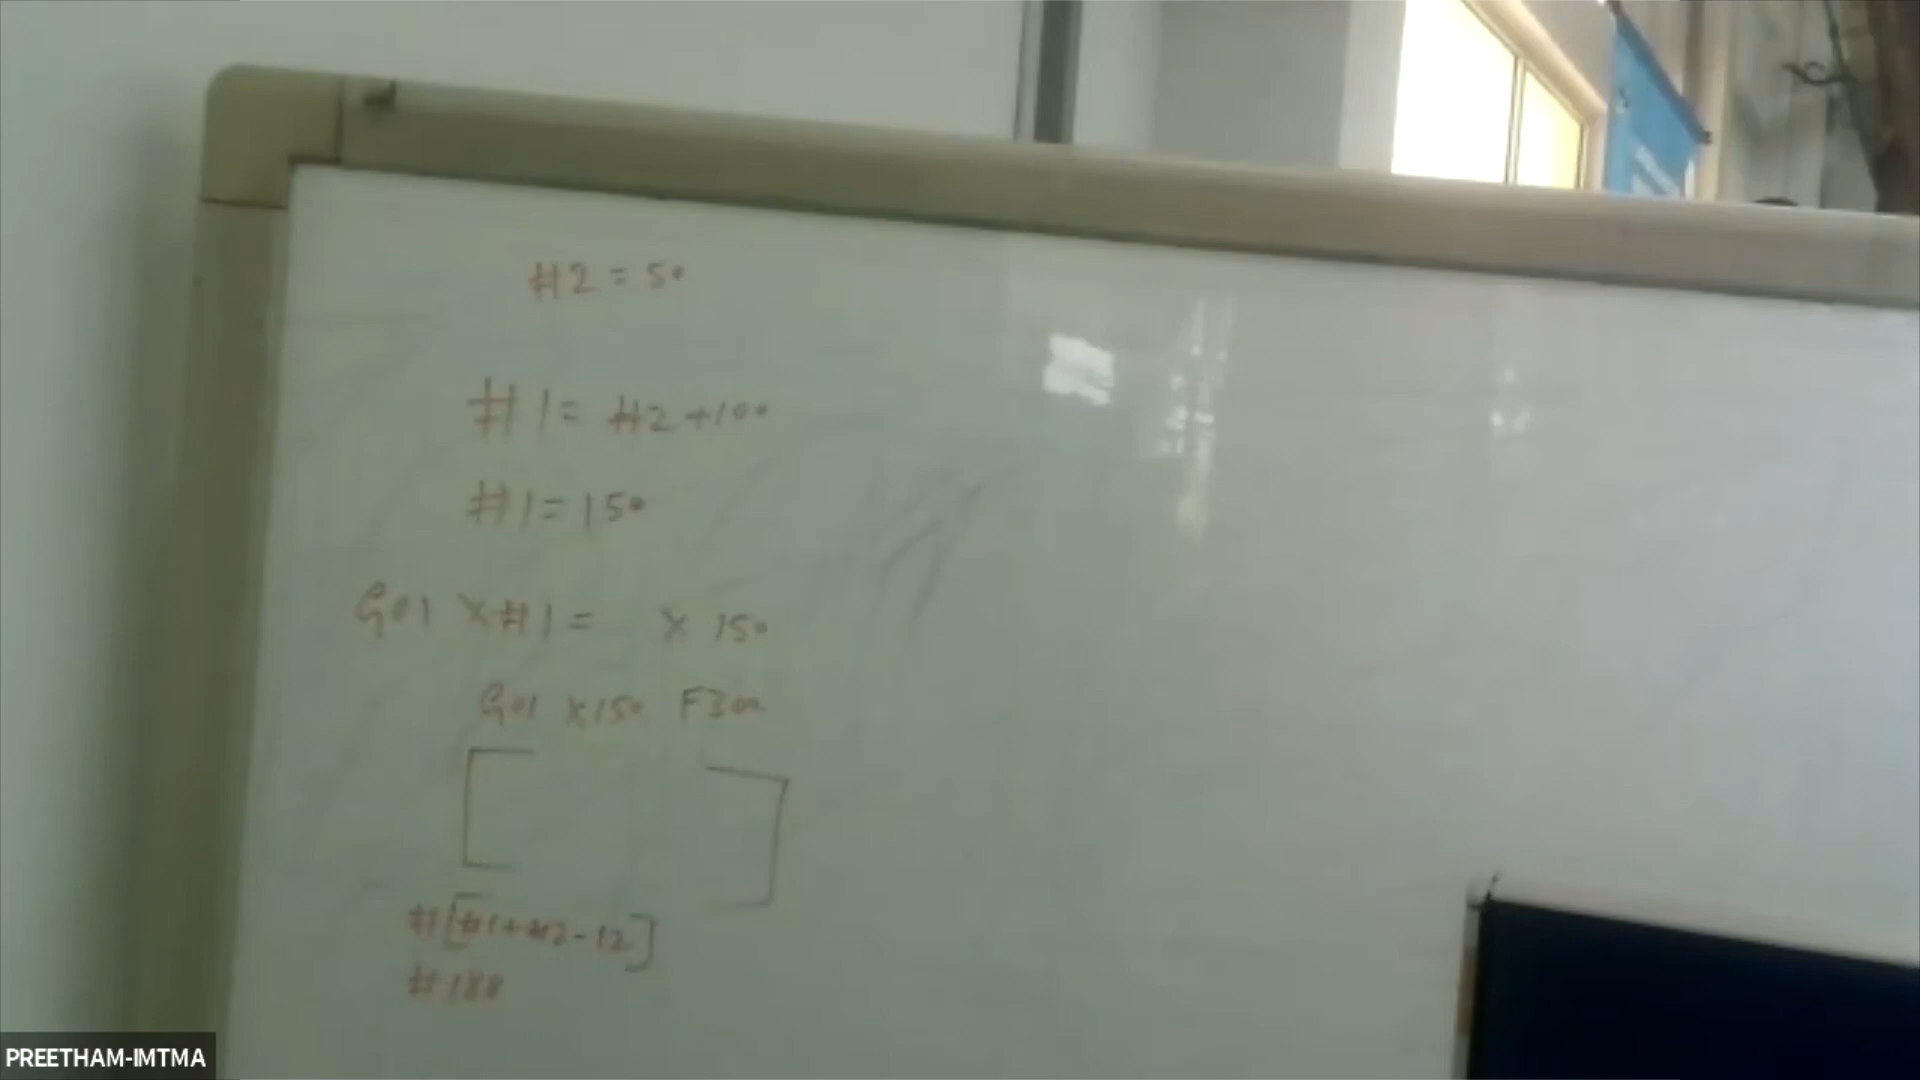 #2 = 50
#1 = #2 + 100
#1 = 150
G01 X#1 = X 150
G01 X150 F300
[ ]
#[#1+#2-12]
#188
PREETHAM-IMTMA